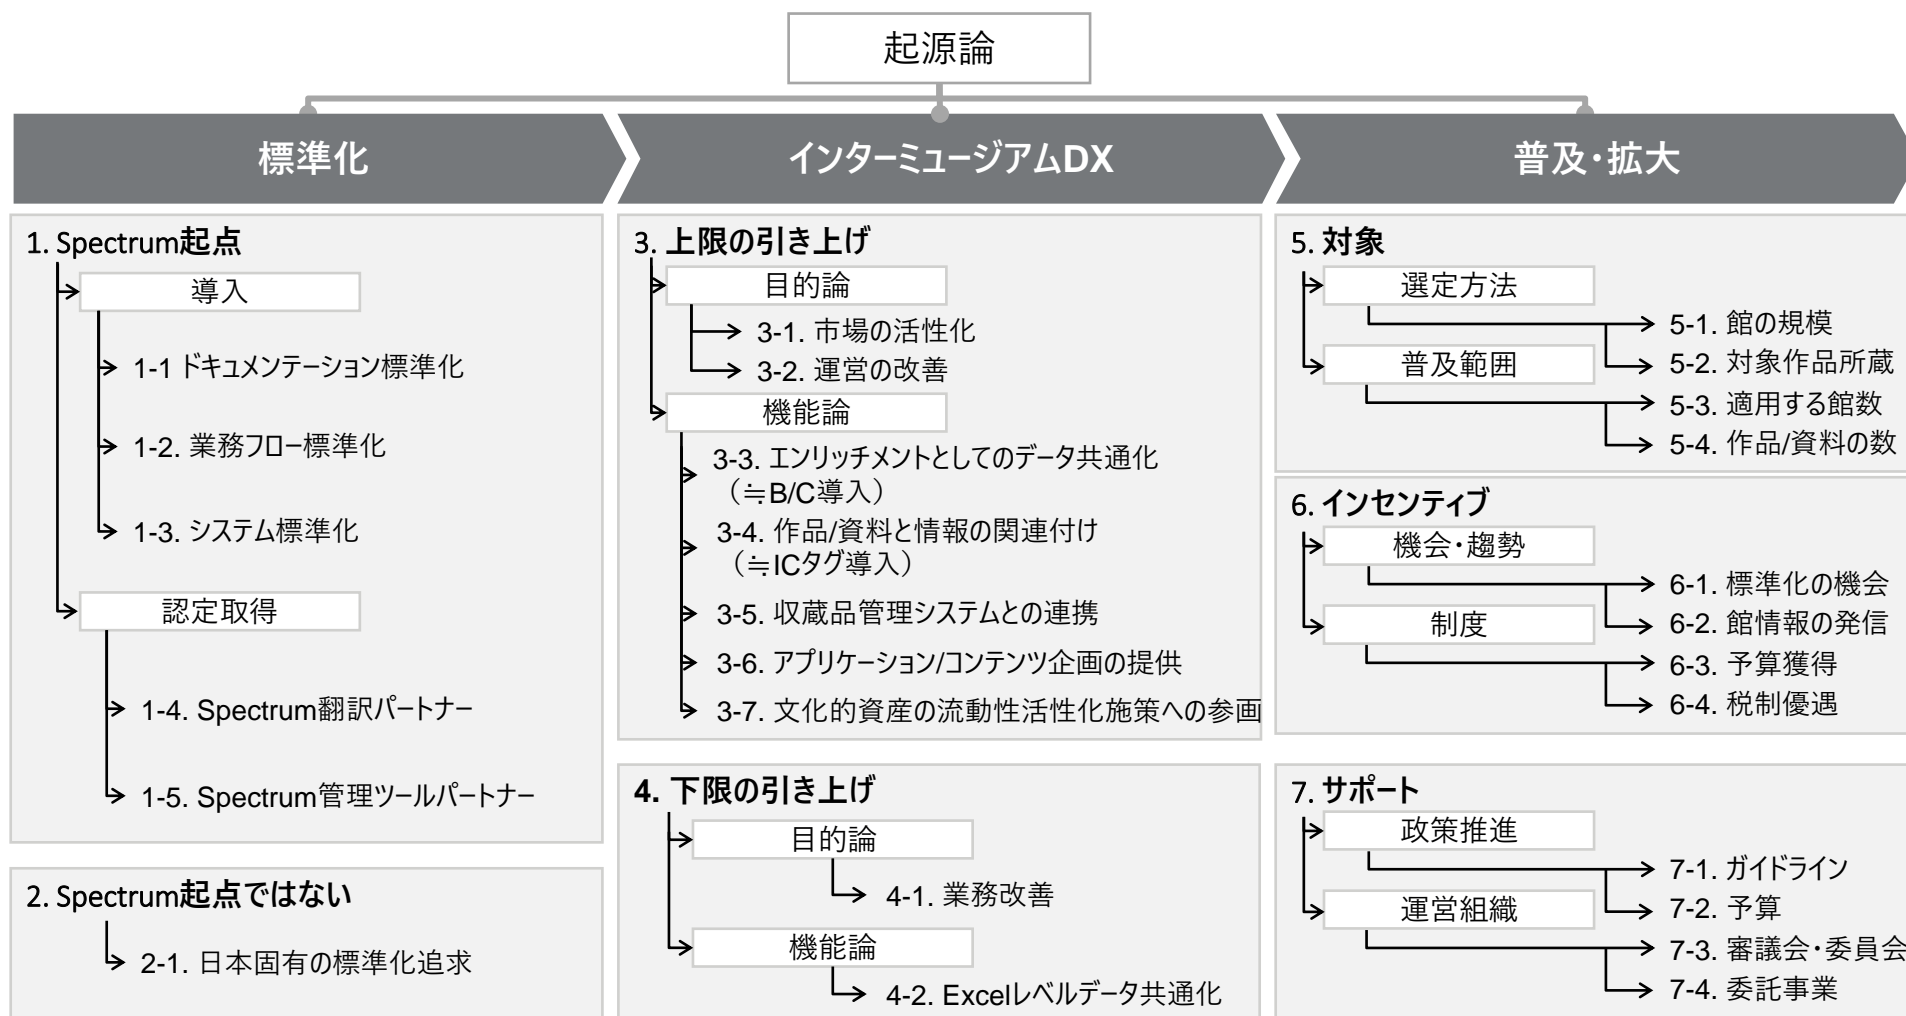 起源論
標準化
インターミュージアムDX
普及・拡大
1. Spectrum起点
導入
1-1 ドキュメンテーション標準化
1-2. 業務フロー標準化
1-3. システム標準化
認定取得
1-4. Spectrum翻訳パートナー
1-5. Spectrum管理ツールパートナー
2. Spectrum起点ではない
2-1. 日本固有の標準化追求
3. 上限の引き上げ
目的論
3-1. 市場の活性化
3-2. 運営の改善
機能論
3-3. エンリッチメントとしてのデータ共通化
（≒B/C導入）
3-4. 作品/資料と情報の関連付け
（≒ICタグ導入）
3-5. 収蔵品管理システムとの連携
3-6. アプリケーション/コンテンツ企画の提供
3-7. 文化的資産の流動性活性化施策への参画
4. 下限の引き上げ
目的論
4-1. 業務改善
機能論
4-2. Excelレベルデータ共通化
5. 対象
選定方法
5-1. 館の規模
5-2. 対象作品所蔵
普及範囲
5-3. 適用する館数
5-4. 作品/資料の数
6. インセンティブ
機会・趨勢
6-1. 標準化の機会
6-2. 館情報の発信
制度
6-3. 予算獲得
6-4. 税制優遇
7. サポート
政策推進
7-1. ガイドライン
7-2. 予算
運営組織
7-3. 審議会・委員会
7-4. 委託事業